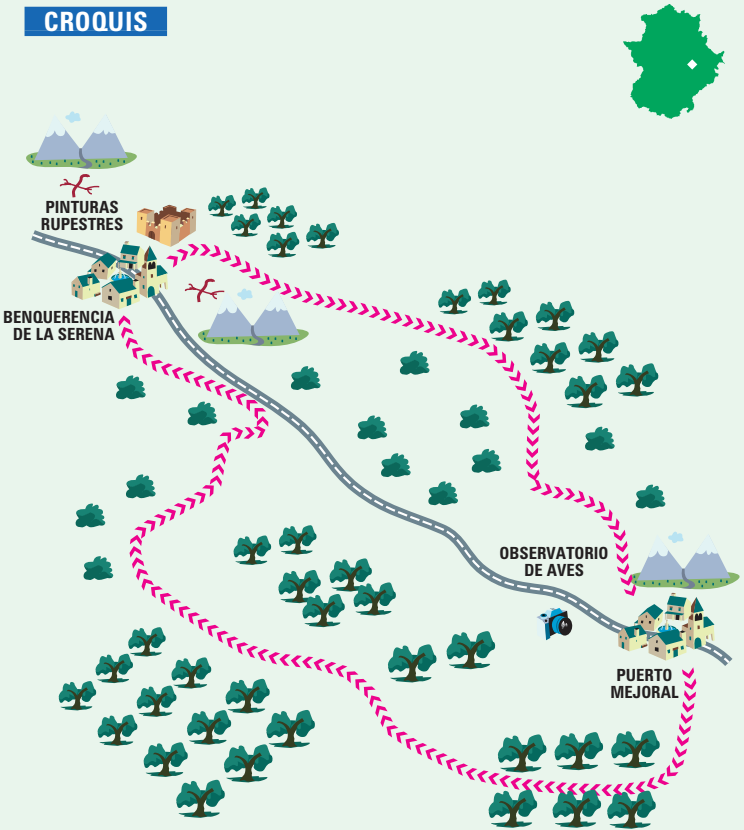 CROQUIS
PINTURAS
RUPESTRES
BENQUERENCIA
DE LA SERENA
OBSERVATORIO
DE AVES
PUERTO
MEJORAL